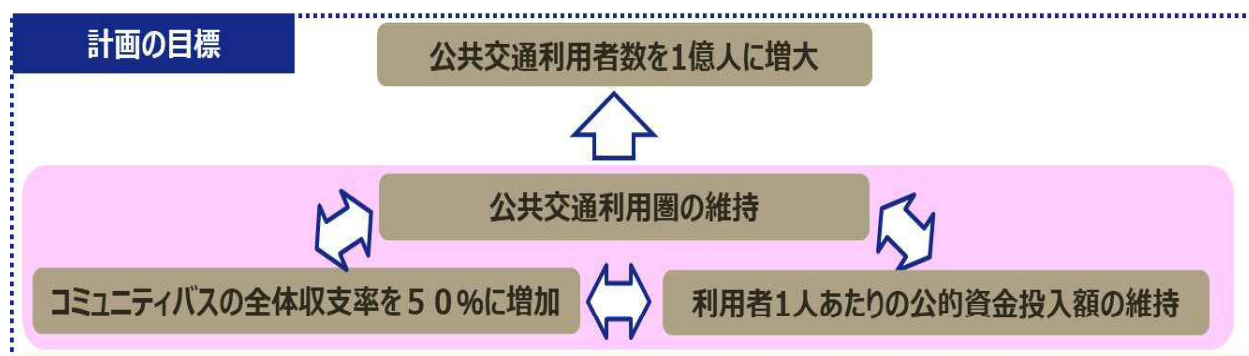 計画の目標
公共交通利用者数を1億人に増大
公共交通利用圏の維持
コミュニティバスの全体収支率を５０%に増加
利用者1人あたりの公的資金投入額の維持